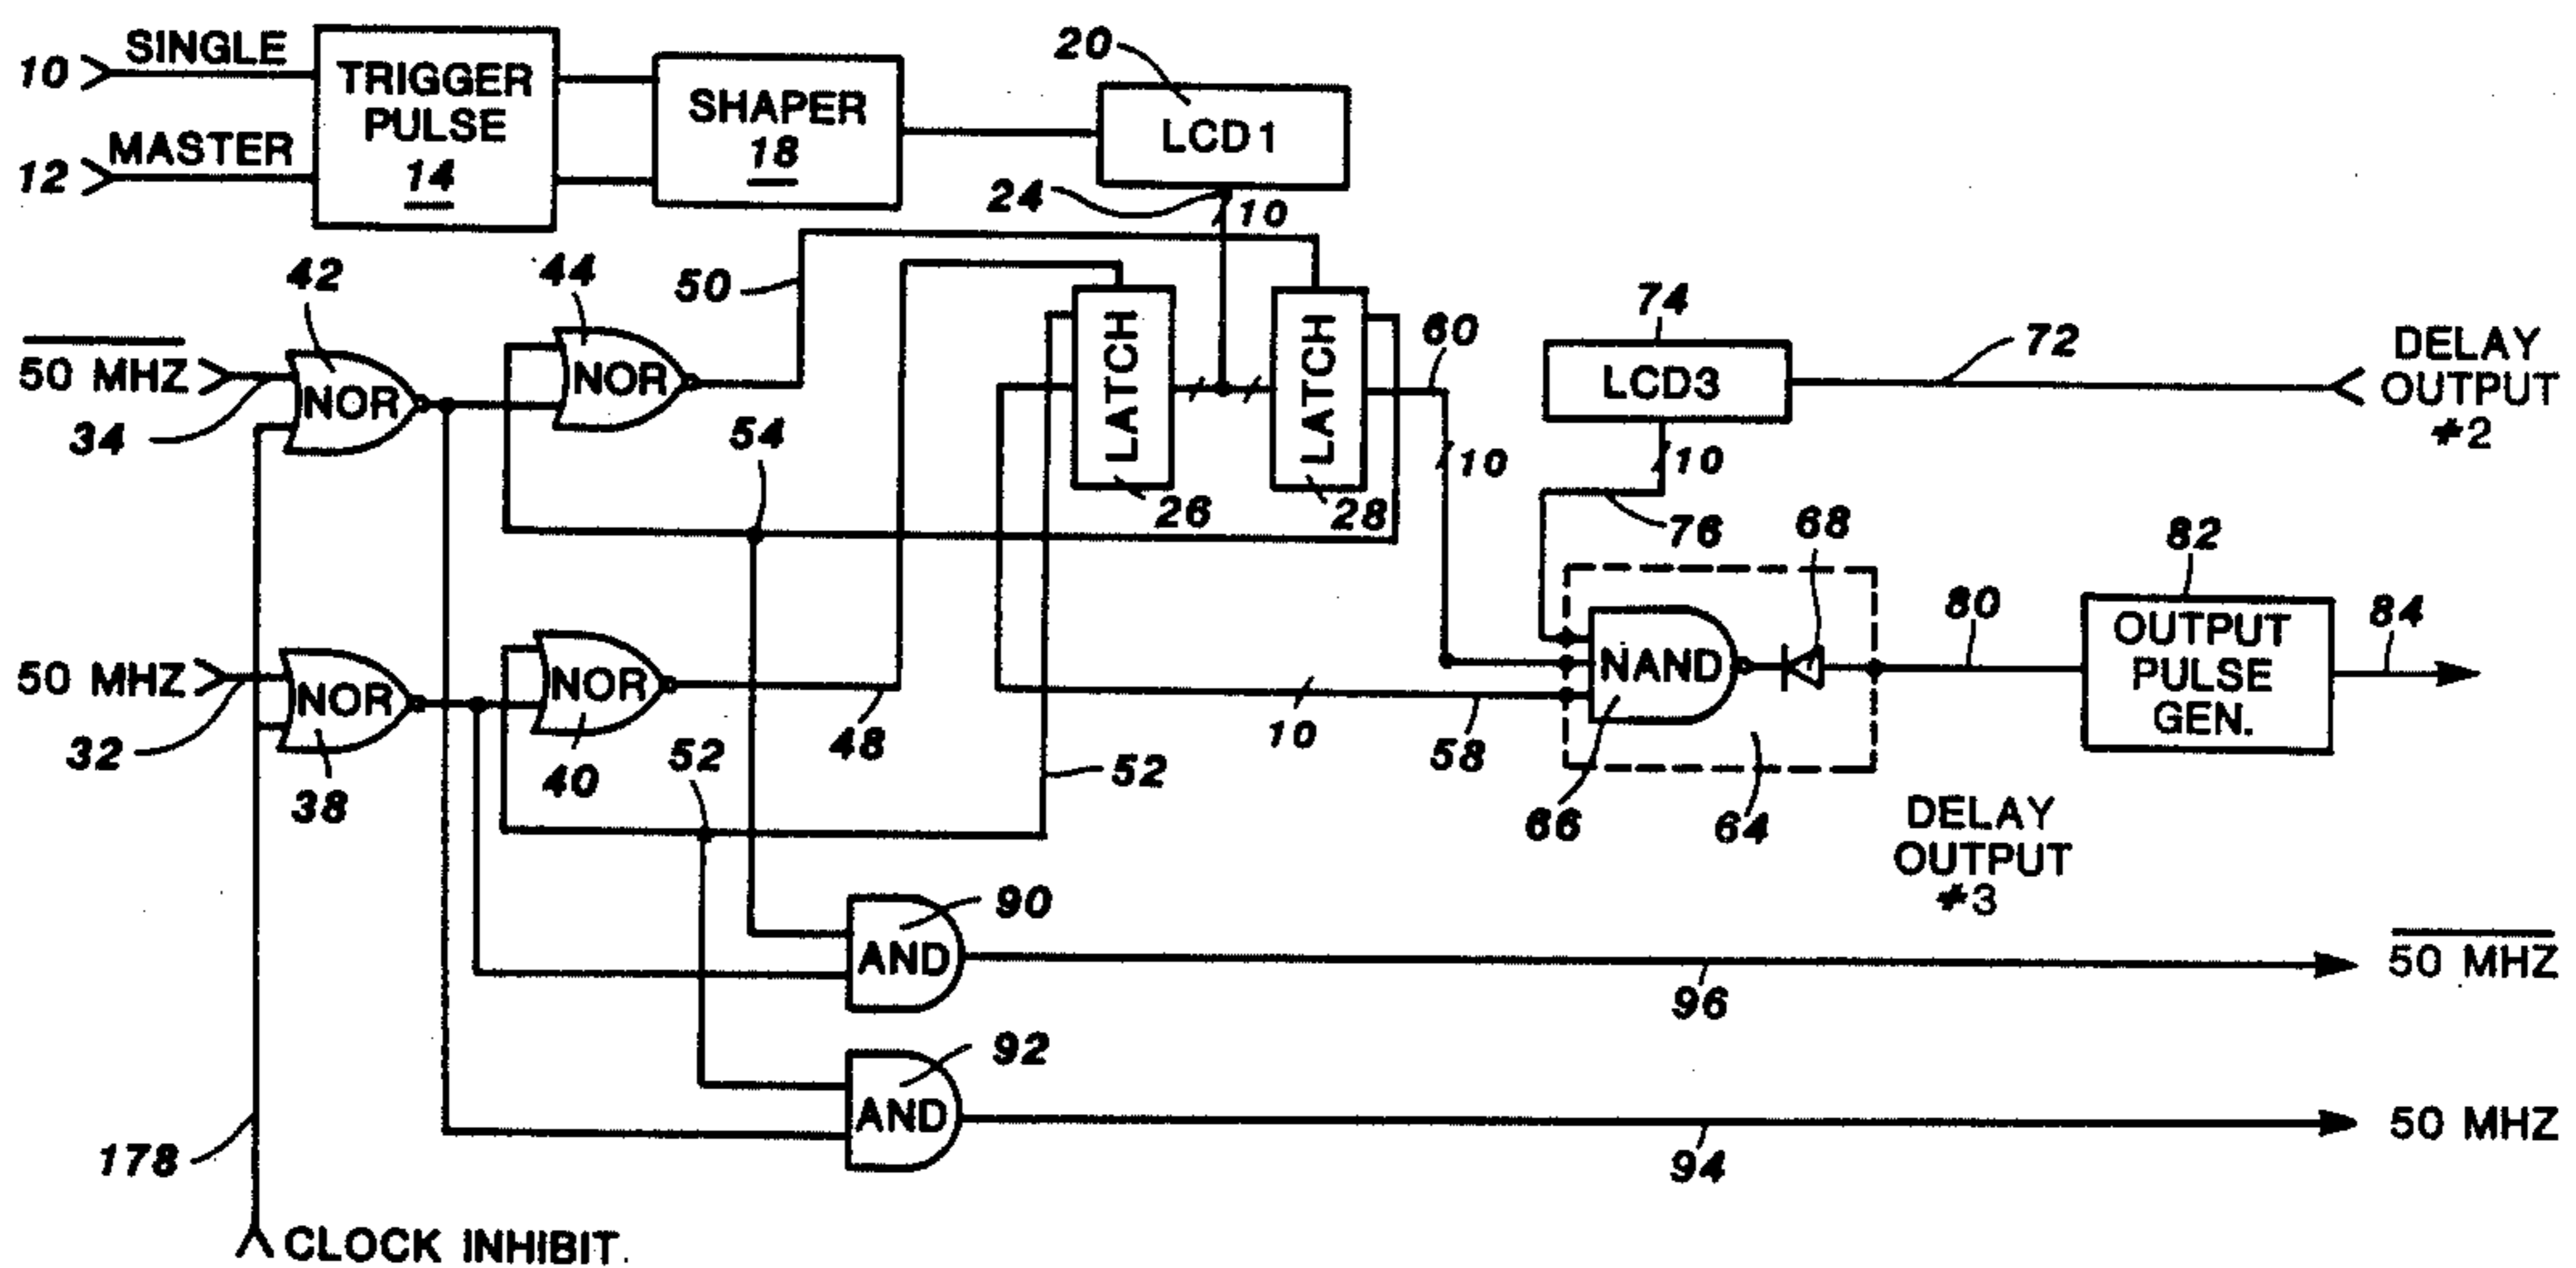 10 SINGLE
12 MASTER
TRIGGER
PULSE
14
SHAPER
18
20
LCD1
24
10
42
44
50
50 MHZ
34
NOR
NOR
54
LATCH
26
LATCH
28
60
10
74
LCD3
72
DELAY
OUTPUT
#2
10
76
68
50 MHZ
32
NOR
38
NOR
40
48
52
52
10
58
NAND
66
64
80
82
OUTPUT
PULSE
GEN.
84
DELAY
OUTPUT
#3
90
AND
96
50 MHZ
92
AND
94
50 MHZ
178
CLOCK INHIBIT.